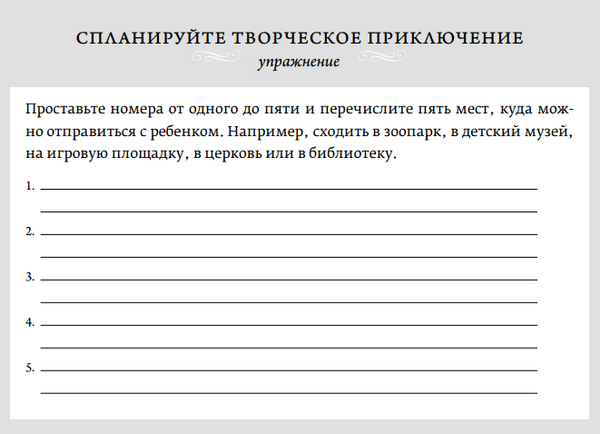 СПЛАНИРУЙТЕ ТВОРЧЕСКОЕ ПРИКЛЮЧЕНИЕ
упражнение
Проставьте номера от одного до пяти и перечислите пять мест, куда мож-
но отправиться с ребенком. Например, сходить в зоопарк, в детский музей,
на игровую площадку, в церковь или в библиотеку.
1.
2.
3.
4.
5.